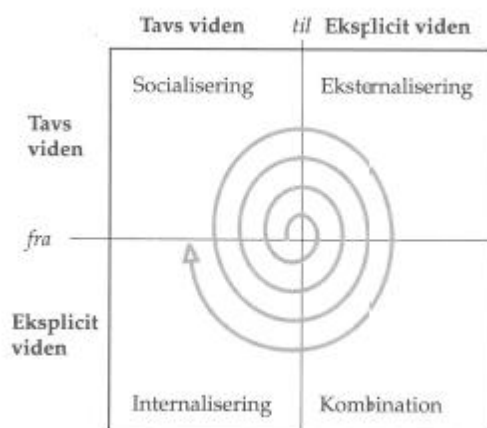 Tavs viden til Eksplicit viden
Socialisering Eksternalisering
Tavs
viden
fra
Eksplicit
viden
Internalisering Kombination